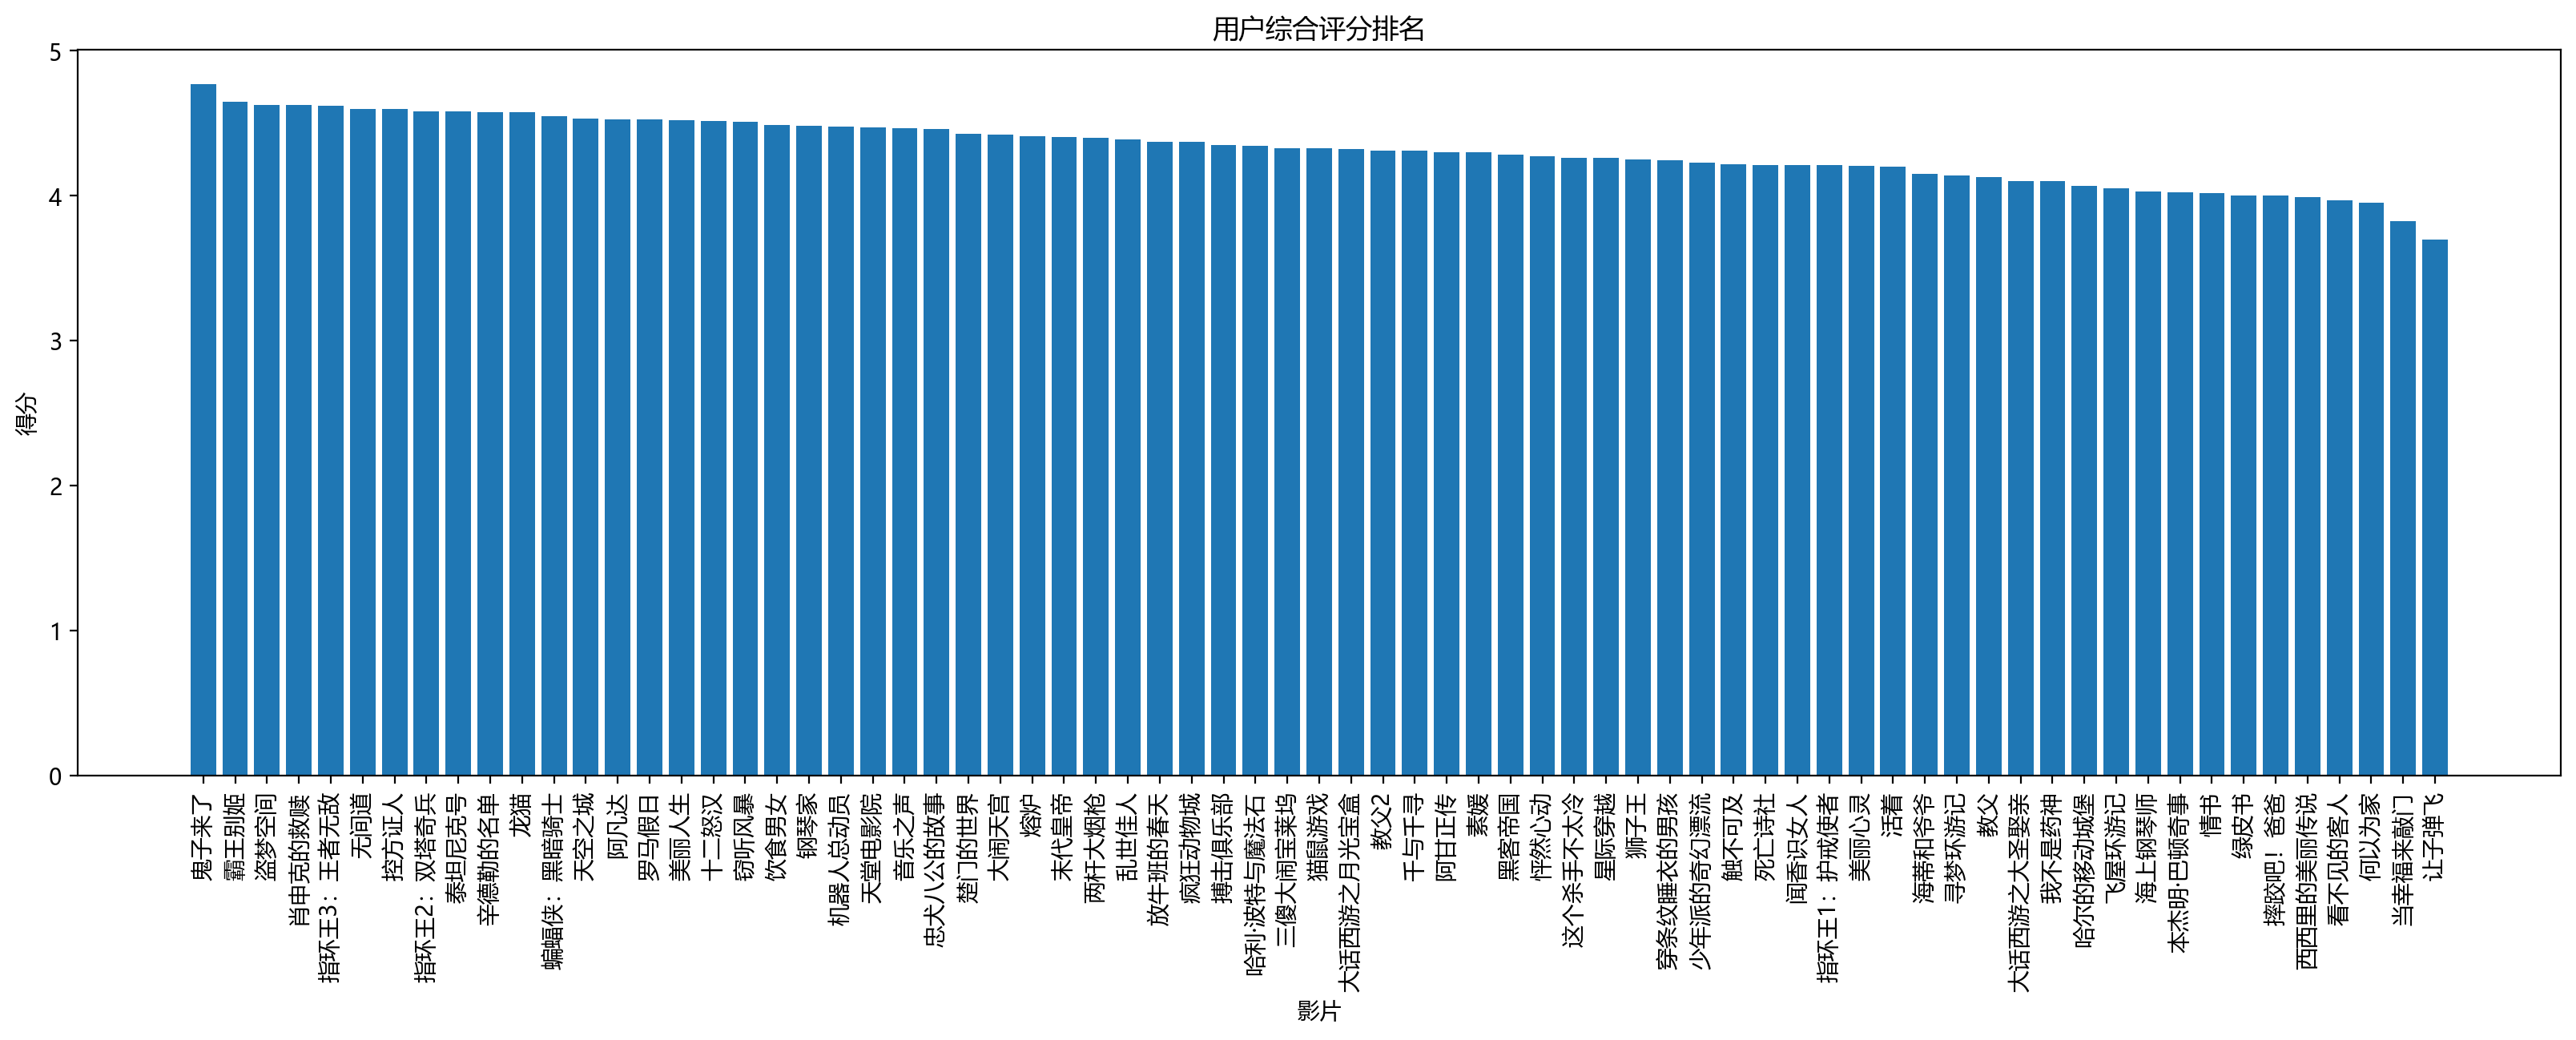 用户综合评分排名
得分
5
4
3
2
1
0
鬼子来了
霸王别姬
盗梦空间
肖申克的救赎
指环王3：王者无敌
无间道
控方证人
指环王2：双塔奇兵
泰坦尼克号
辛德勒的名单
龙猫
蝙蝠侠：黑暗骑士
天空之城
阿凡达
罗马假日
美丽人生
十二怒汉
窃听风暴
饮食男女
钢琴家
机器人总动员
天堂电影院
音乐之声
忠犬八公的故事
楚门的世界
大闹天宫
熔炉
末代皇帝
两杆大烟枪
乱世佳人
放牛班的春天
疯狂动物城
搏击俱乐部
哈利·波特与魔法石
三傻大闹宝莱坞
猫鼠游戏
大话西游之月光宝盒
教父2
千与千寻
阿甘正传
素媛
黑客帝国
怦然心动
这个杀手不太冷
星际穿越
狮子王
穿条纹睡衣的男孩
少年派的奇幻漂流
触不可及
死亡诗社
闻香识女人
指环王1：护戒使者
美丽心灵
活着
海蒂和爷爷
寻梦环游记
教父
大话西游之大圣娶亲
我不是药神
哈尔的移动城堡
飞屋环游记
海上钢琴师
本杰明·巴顿奇事
情书
绿皮书
摔跤吧！爸爸
西西里的美丽传说
看不见的客人
何以为家
当幸福来敲门
让子弹飞
影片